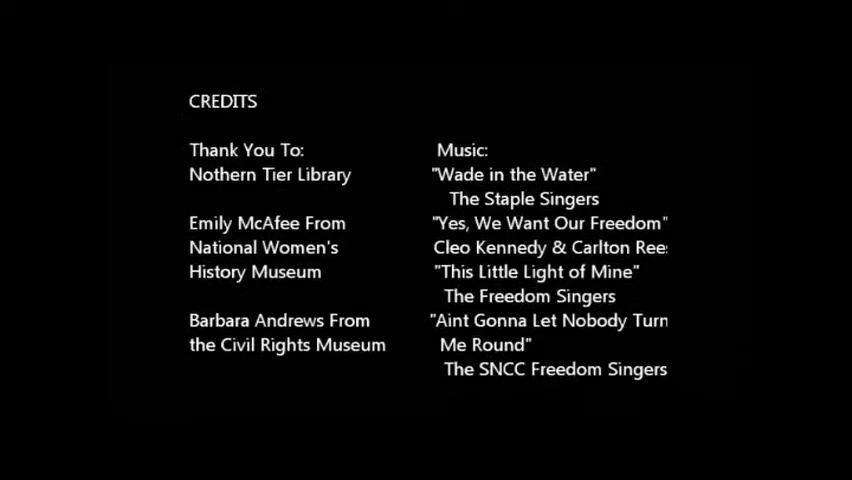 CREDITS
Thank You To:
Nothern Tier Library
Emily McAfee From
National Women's
History Museum
Barbara Andrews From
the Civil Rights Museum
Music:
"Wade in the Water"
The Staple Singers
"Yes, We Want Our Freedom"
Cleo Kennedy & Carlton Rees
"This Little Light of Mine"
The Freedom Singers
"Aint Gonna Let Nobody Turn
Me Round"
The SNCC Freedom Singers